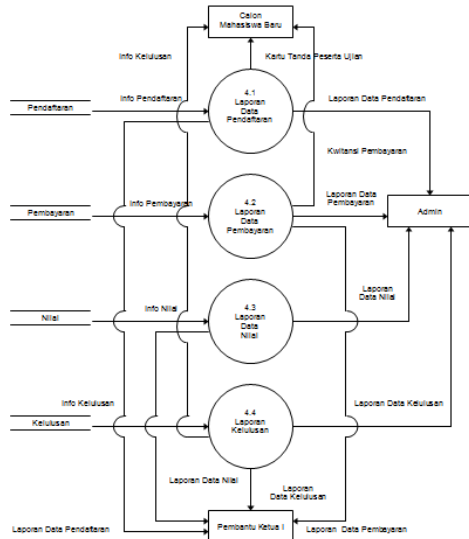 Calon
Mahasiswa Baru
Info Kelulusan
Kartu Tanda Peserta Ujian
4.1
Laporan
Data
Pendaftaran
Info Pendaftaran
Laporan Data Pendaftaran
Pendaftaran
Kwitansi Pembayaran
4.2
Laporan
Data
Pembayaran
Info Pembayaran
Laporan Data
Pembayaran
Pembayaran
Admin
4.3
Laporan
Data
Nilai
Info Nilai
Laporan
Data Nilai
Nilai
4.4
Laporan
Kelulusan
Info Kelulusan
Laporan Data Kelulusan
Kelulusan
Laporan Data Nilai
Laporan
Data Kelulusan
Laporan Data Pendaftaran
Pembantu Ketua I
Laporan Data Pembayaran